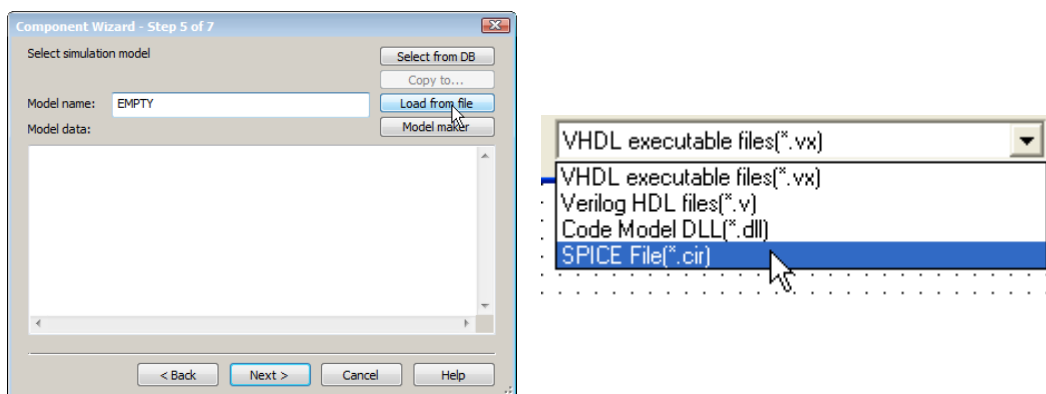 Component Wizard - Step 5 of 7
Select simulation model
Select from DB
Copy to...
Model name: EMPTY
Load from file
Model data:
Model maker
< Back Next > Cancel Help
VHDL executable files(*.vx)
VHDL executable files(*.vx)
Verilog HDL files(*.v)
Code Model DLL(*.dll)
SPICE File(*.cir)